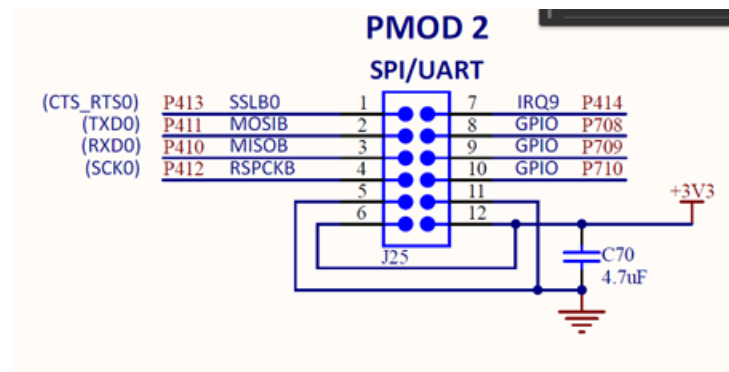 PMOD 2
SPI/UART
(CTS_RTS0) P413 SSLB0 1 7 IRQ9 P414
(TXD0) P411 MOSIB 2 8 GPIO P708
(RXD0) P410 MISOB 3 9 GPIO P709
(SCK0) P412 RSPCKB 4 10 GPIO P710
5 11 +3V3
6 12
J25 C70
4.7uF